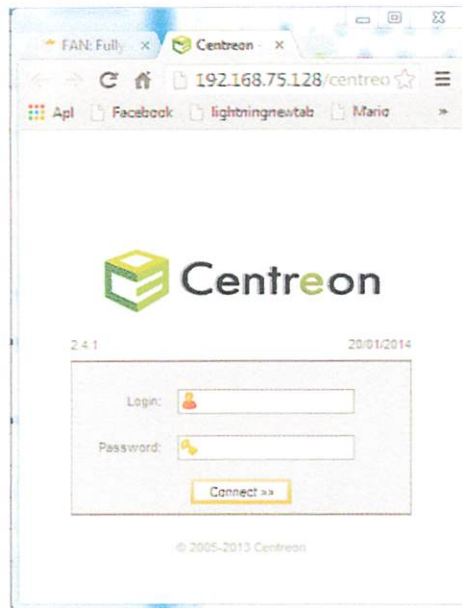 FAN: Fully
Centreon -
192.168.75.128/centreo
Apl Facebook lightningnewtab Mario »
Centreon
2.4.1 20/01/2014
Login:
Password:
Connect »»
© 2005-2013 Centreon